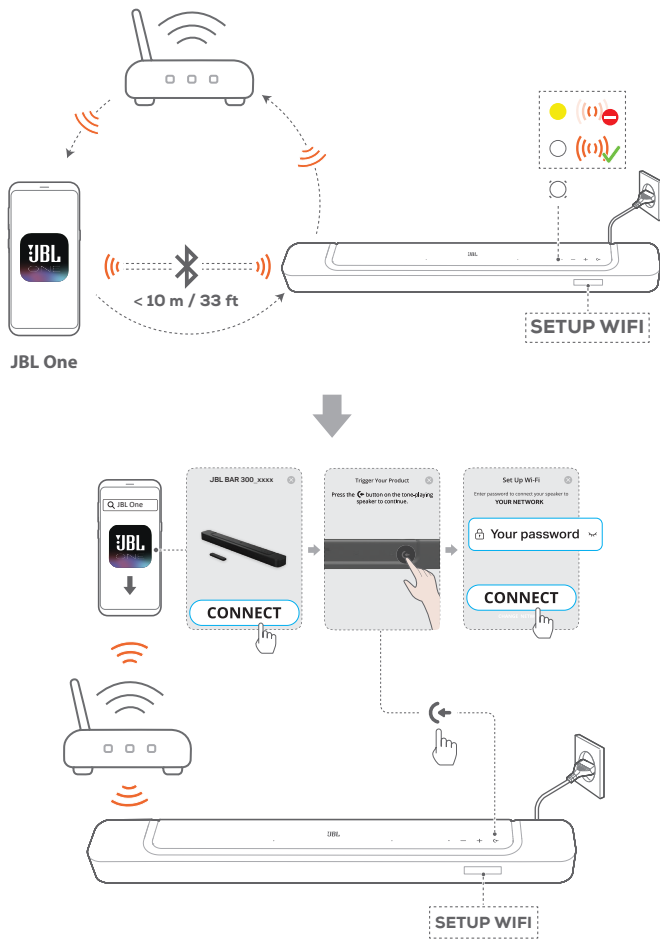 JBL
SETUP WIFI
JBL
ONE
< 10 m / 33 ft
JBL One
JBL One
JBL
JBL BAR 300_xxxx
CONNECT
Trigger Your Product
Press the button on the tone-playing
speaker to continue.
Set Up Wi-Fi
Enter password to connect your speaker to
YOUR NETWORK
Your password
CONNECT
JBL
SETUP WIFI